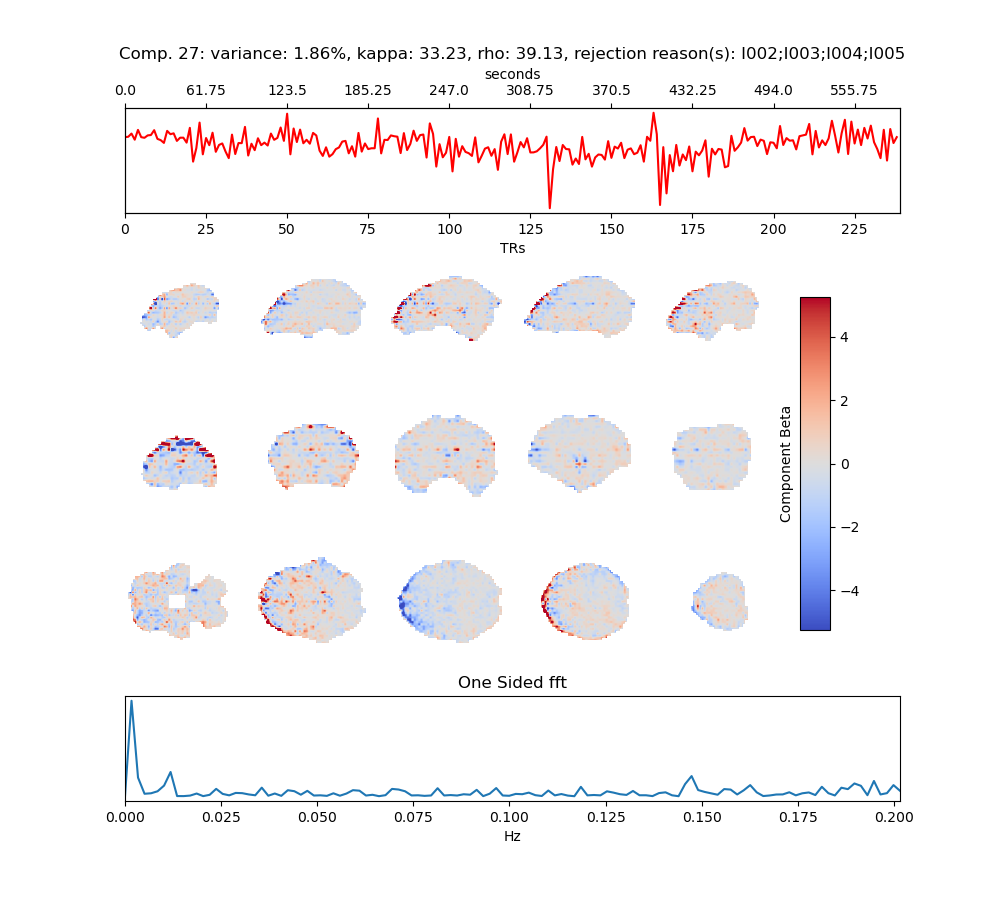 Comp. 27: variance: 1.86%, kappa: 33.23, rho: 39.13, rejection reason(s): I002;I003;I004;I005
seconds
0.0 61.75 123.5 185.25 247.0 308.75 370.5 432.25 494.0 555.75
0 25 50 75 100 125 150 175 200 225
TRs
4
2
0
−2
−4
Component Beta
One Sided fft
0.000 0.025 0.050 0.075 0.100 0.125 0.150 0.175 0.200
Hz